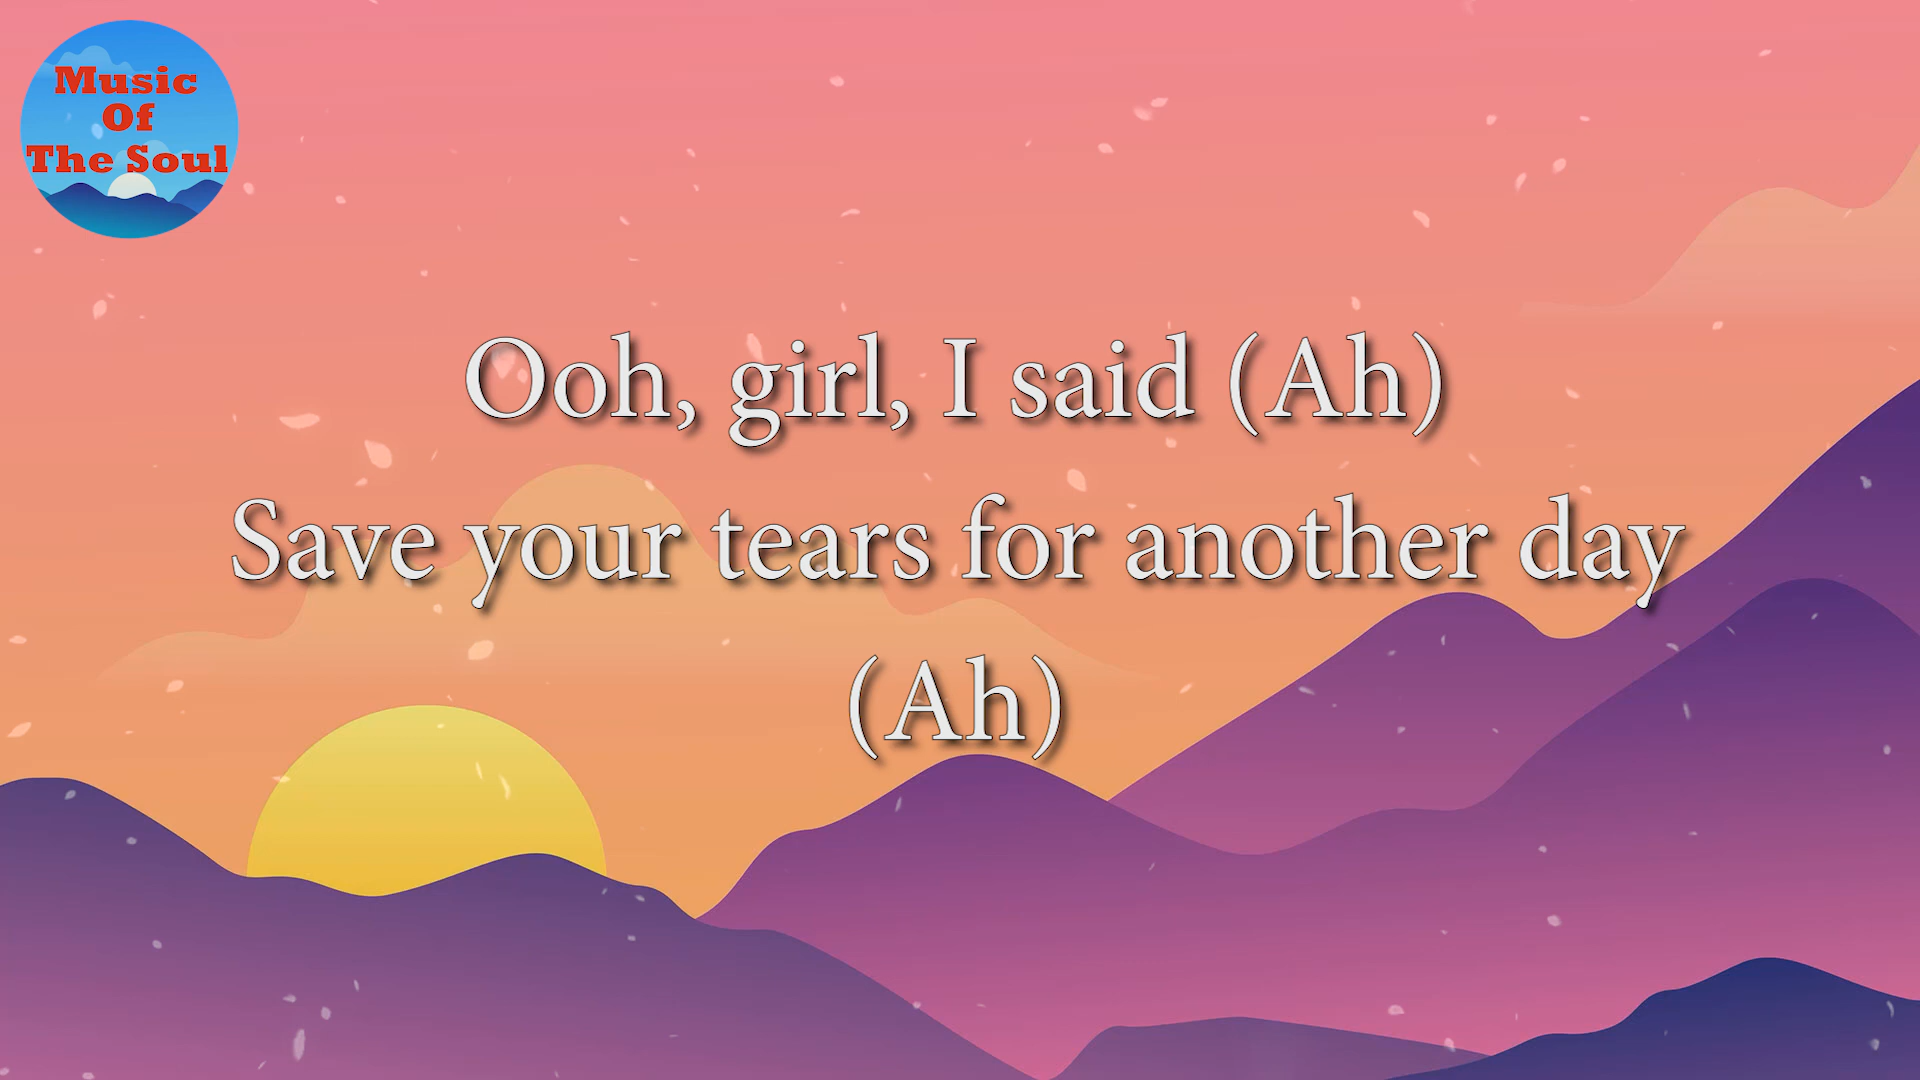 Music
Of
The Soul
Ooh, girl, I said (Ah)
Save your tears for another day
(Ah)